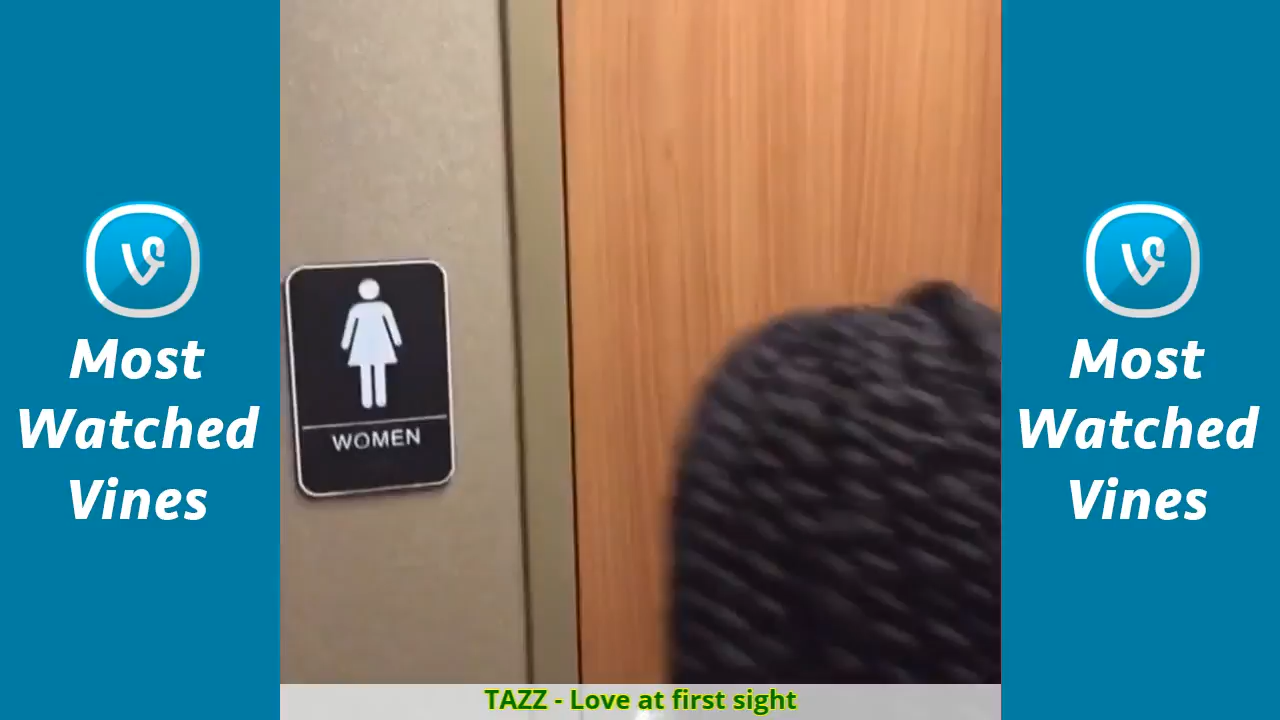 Most
Watched
Vines
WOMEN
Most
Watched
Vines
TAZZ - Love at first sight